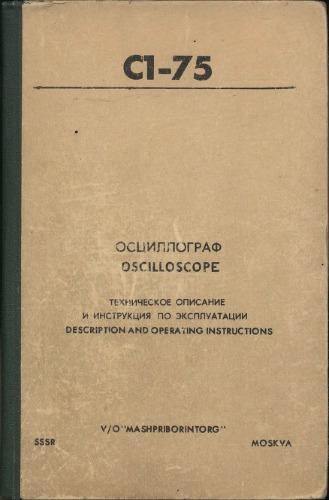 C1-75
ОСЦИЛЛОГРАФ
OSCILLOSCOPE
ТЕХНИЧЕСКОЕ ОПИСАНИЕ
И ИНСТРУКЦИЯ ПО ЭКСПЛУАТАЦИИ
DESCRIPTION AND OPERATING INSTRUCTIONS
V/O "MASHPRIBORINTORG"
SSSR MOSKVA